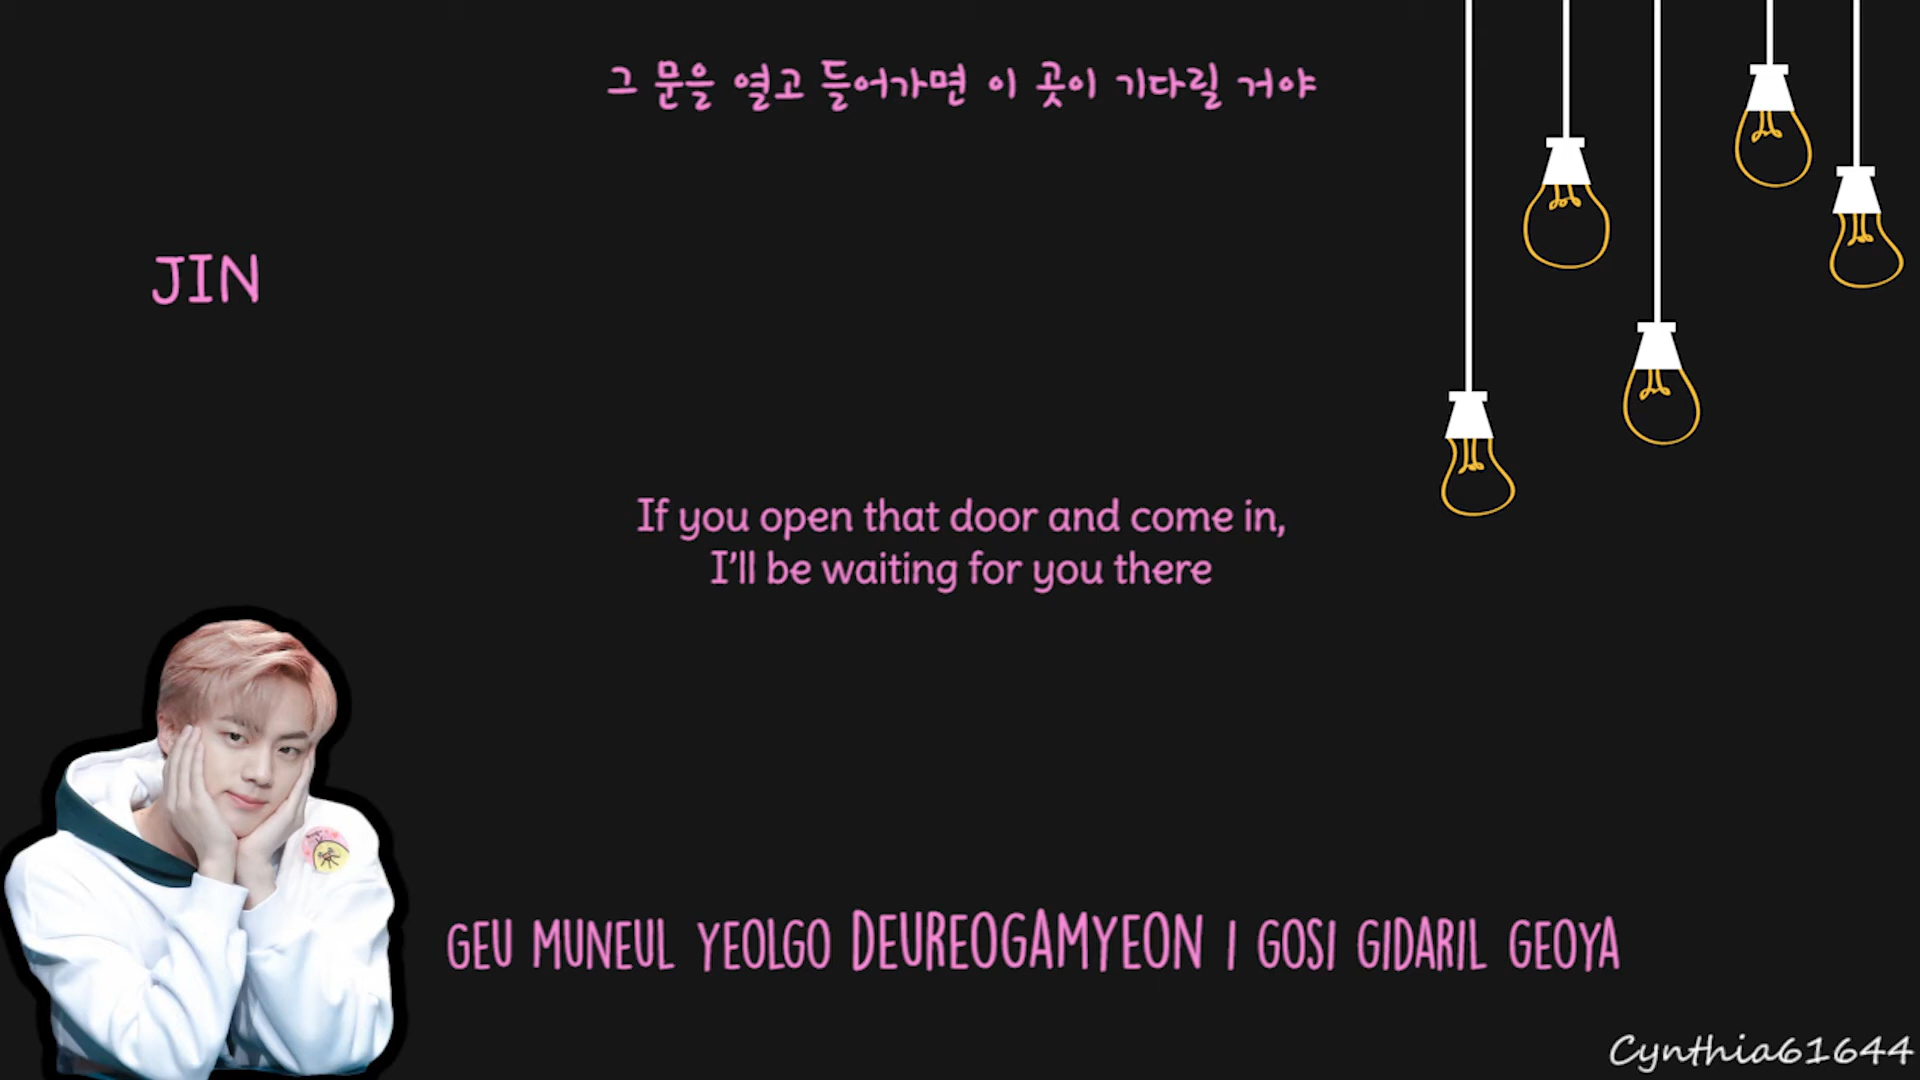 그 문을 열고 들어가면 이 곳이 기다릴 거야
JIN
If you open that door and come in,
I'll be waiting for you there
GEU MUNEUL YEOLGO DEUREOGAMYEON I GOSI GIDARIL GEOYA
Cynthia61644